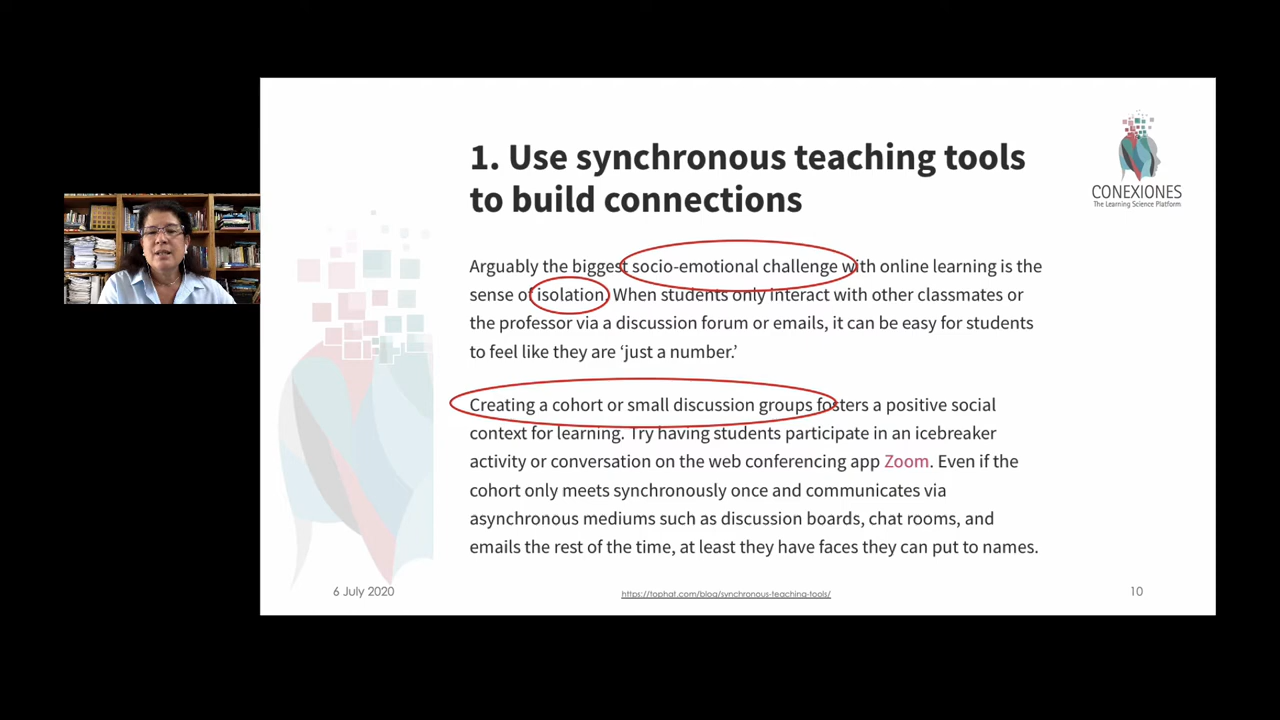 1. Use synchronous teaching tools
to build connections
CONEXIONES
The Learning Science Platform
Arguably the biggest socio-emotional challenge with online learning is the
sense of isolation. When students only interact with other classmates or
the professor via a discussion forum or emails, it can be easy for students
to feel like they are ‘just a number.’
Creating a cohort or small discussion groups fosters a positive social
context for learning. Try having students participate in an icebreaker
activity or conversation on the web conferencing app Zoom. Even if the
cohort only meets synchronously once and communicates via
asynchronous mediums such as discussion boards, chat rooms, and
emails the rest of the time, at least they have faces they can put to names.
6 July 2020
https://tophat.com/blog/synchronous-teaching-tools/
10